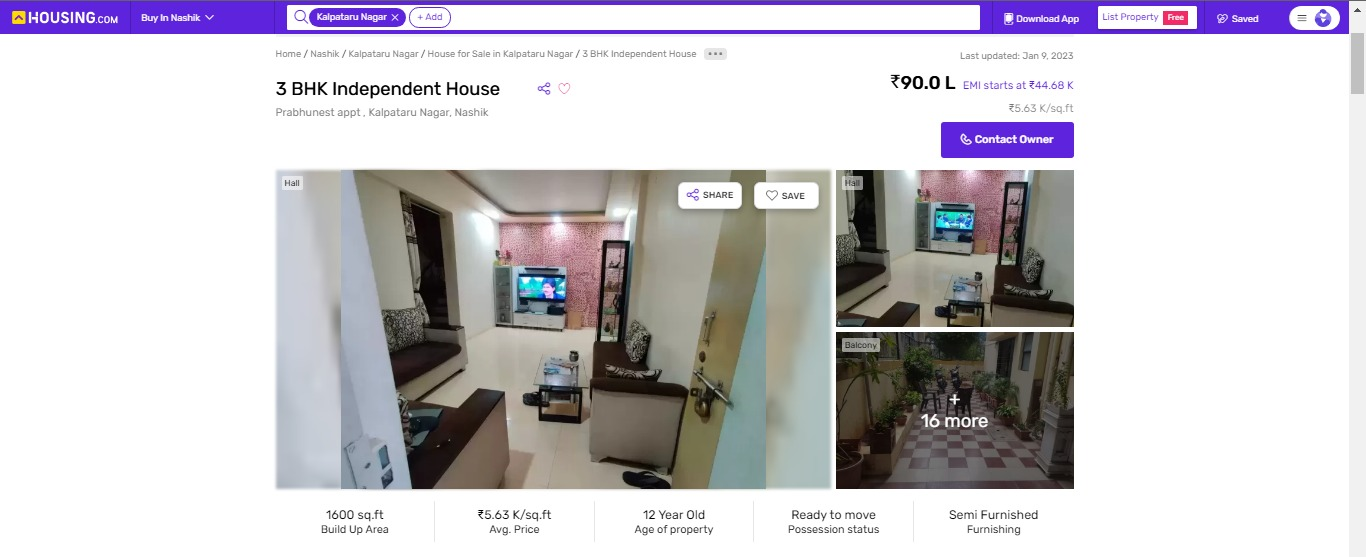 HOUSING.COM
Buy In Nashik
Kalpataru Nagar
+ Add
Download App
List Property Free
Saved
Home / Nashik / Kalpataru Nagar / House for Sale in Kalpataru Nagar / 3 BHK Independent House
Last updated: Jan 9, 2023
3 BHK Independent House
₹90.0 L EMI starts at ₹44.68 K
Prabhunest appt , Kalpataru Nagar, Nashik
₹5.63 K/sq.ft
Contact Owner
Hall
SHARE
SAVE
Hall
Balcony
+
16 more
1600 sq.ft
Build Up Area
₹5.63 K/sq.ft
Avg. Price
12 Year Old
Age of property
Ready to move
Possession status
Semi Furnished
Furnishing